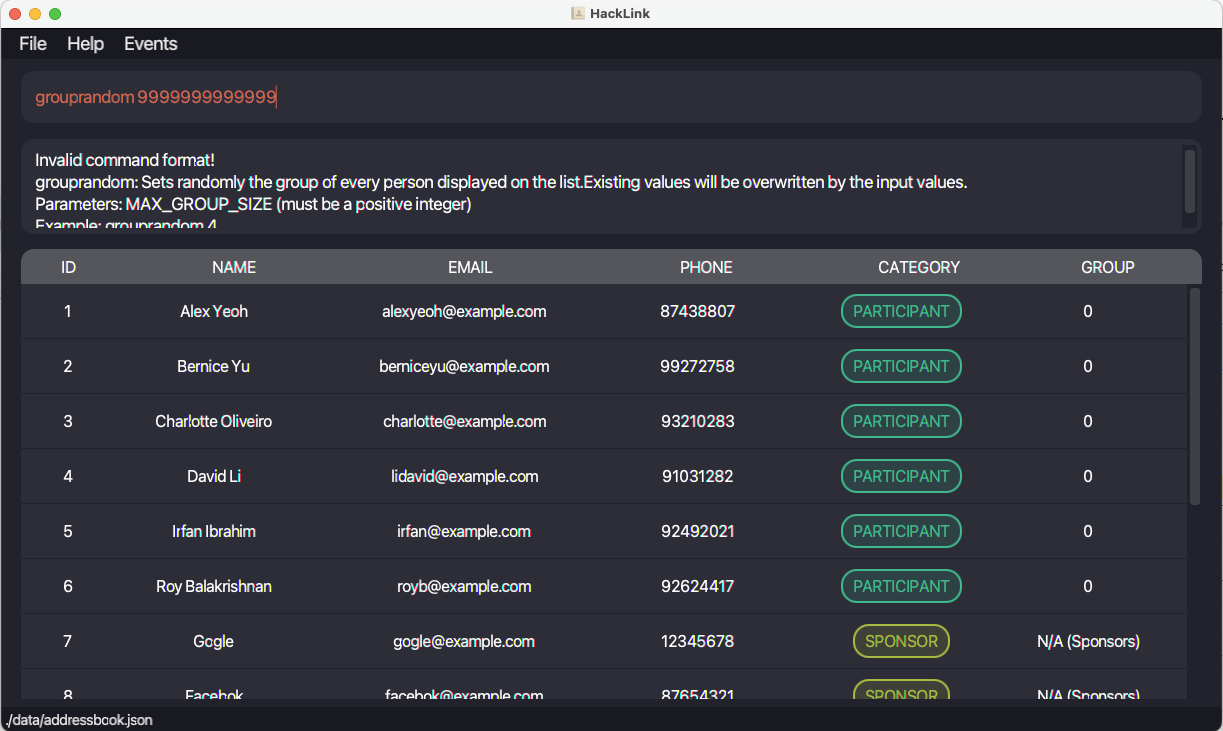 HackLink
File Help Events
grouprandom 9999999999999
Invalid command format!
grouprandom: Sets randomly the group of every person displayed on the list.Existing values will be overwritten by the input values.
Parameters: MAX_GROUP_SIZE (must be a positive integer)
Example: grouprandom 4
ID NAME EMAIL PHONE CATEGORY GROUP
1 Alex Yeoh alexyeoh@example.com 87438807 PARTICIPANT 0
2 Bernice Yu berniceyu@example.com 99272758 PARTICIPANT 0
3 Charlotte Oliveiro charlotte@example.com 93210283 PARTICIPANT 0
4 David Li lidavid@example.com 91031282 PARTICIPANT 0
5 Irfan Ibrahim irfan@example.com 92492021 PARTICIPANT 0
6 Roy Balakrishnan royb@example.com 92624417 PARTICIPANT 0
7 Gogle gogle@example.com 12345678 SPONSOR N/A (Sponsors)
8 Facebok facebok@example.com 87654321 SPONSOR N/A (Sponsors)
./data/addressbook.json